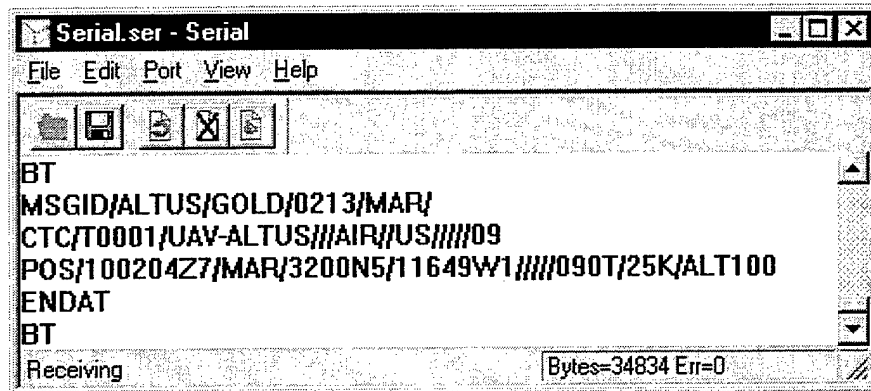 Serial.ser - Serial
File Edit Port View Help
BT
MSGID/ALTUS/GOLD/0213/MAR/
CTC/T0001/UAV-ALTUS///AIR//US/////09
POS/100204Z7/MAR/3200N5/11649W1/////090T/25K/ALT100
ENDAT
BT
Receiving Bytes=34834 Err=0